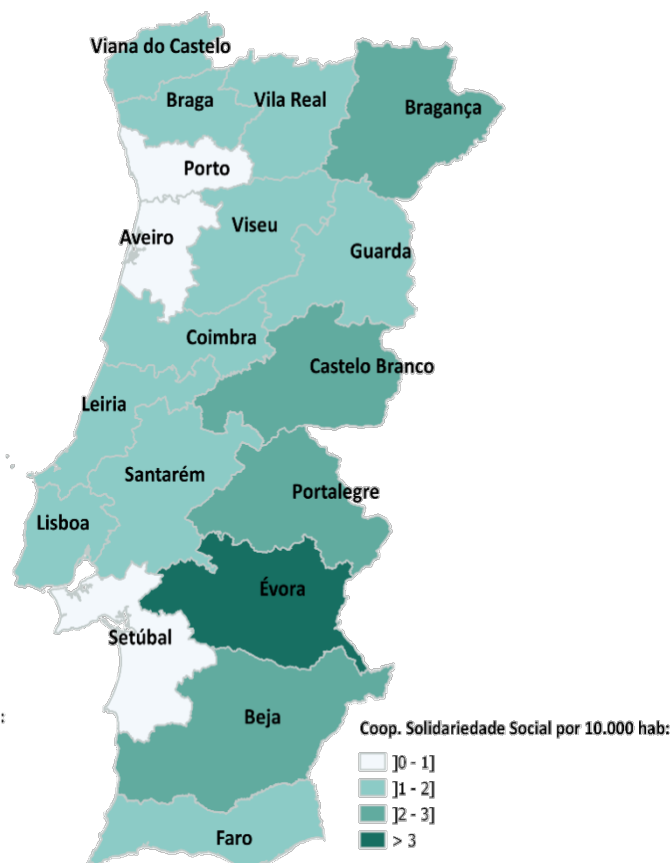 Viana do Castelo
Braga
Vila Real
Bragança
Porto
Aveiro
Viseu
Guarda
Coimbra
Castelo Branco
Leiria
Santarém
Portalegre
Lisboa
Évora
Setúbal
:
Beja
Coop. Solidariedade Social por 10.000 hab:
]0 - 1]
]1 - 2]
]2 - 3]
> 3
Faro